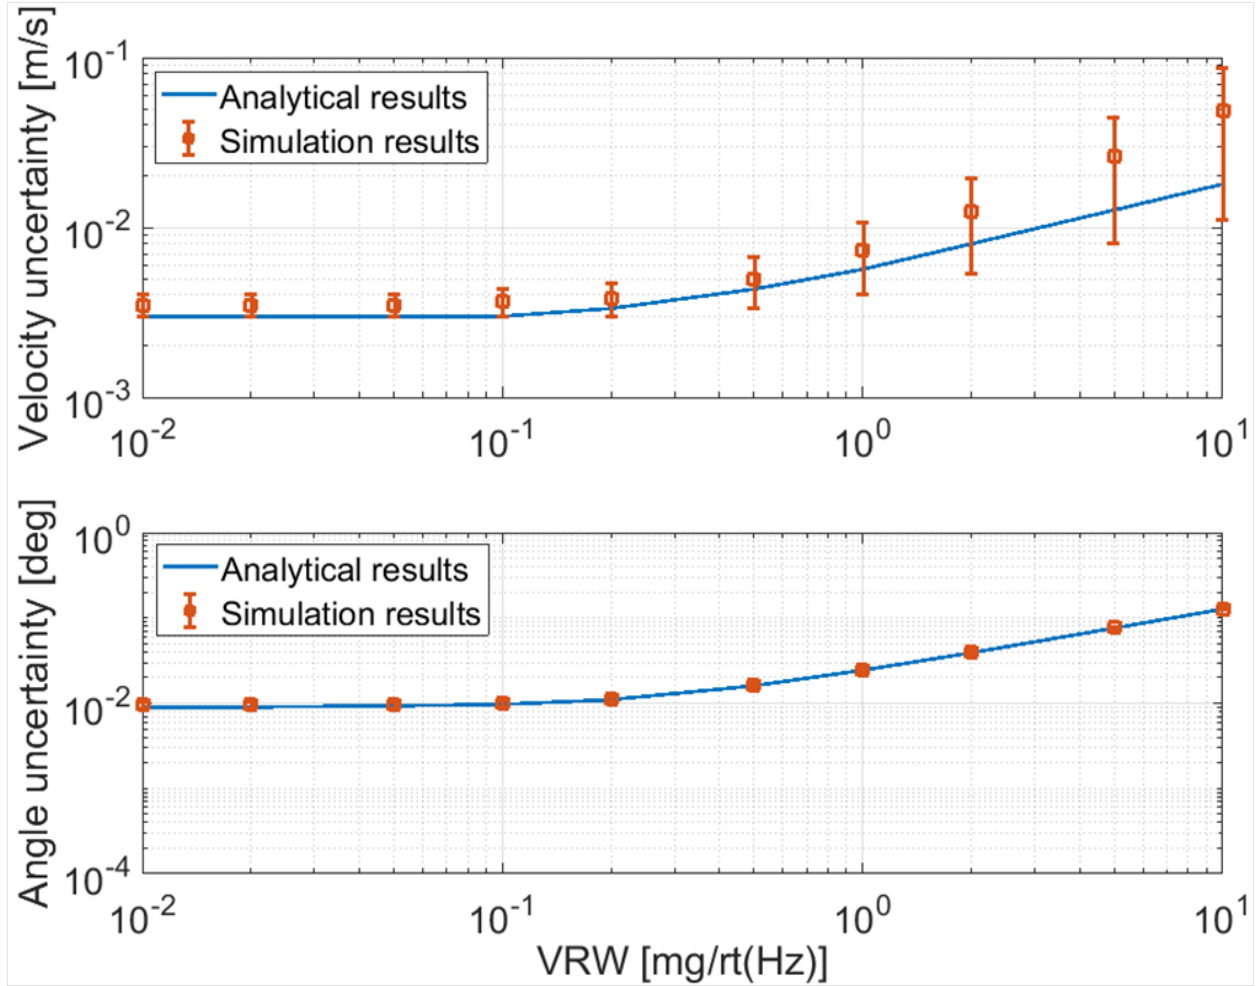 Velocity uncertainty [m/s]
10^-1
10^-2
10^-3
Analytical results
Simulation results
10^-2 10^-1 10^0 10^1
Angle uncertainty [deg]
10^0
10^-2
10^-4
Analytical results
Simulation results
10^-2 10^-1 10^0 10^1
VRW [mg/rt(Hz)]